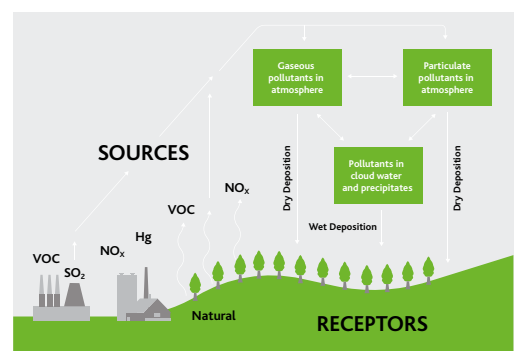 Gaseous
pollutants in
atmosphere
Particulate
pollutants in
atmosphere
SOURCES
Pollutants in
cloud water
and precipitates
Dry Deposition
Dry Deposition
NOx
VOC
Wet Deposition
Hg
NOx
VOC
SO2
Natural
RECEPTORS